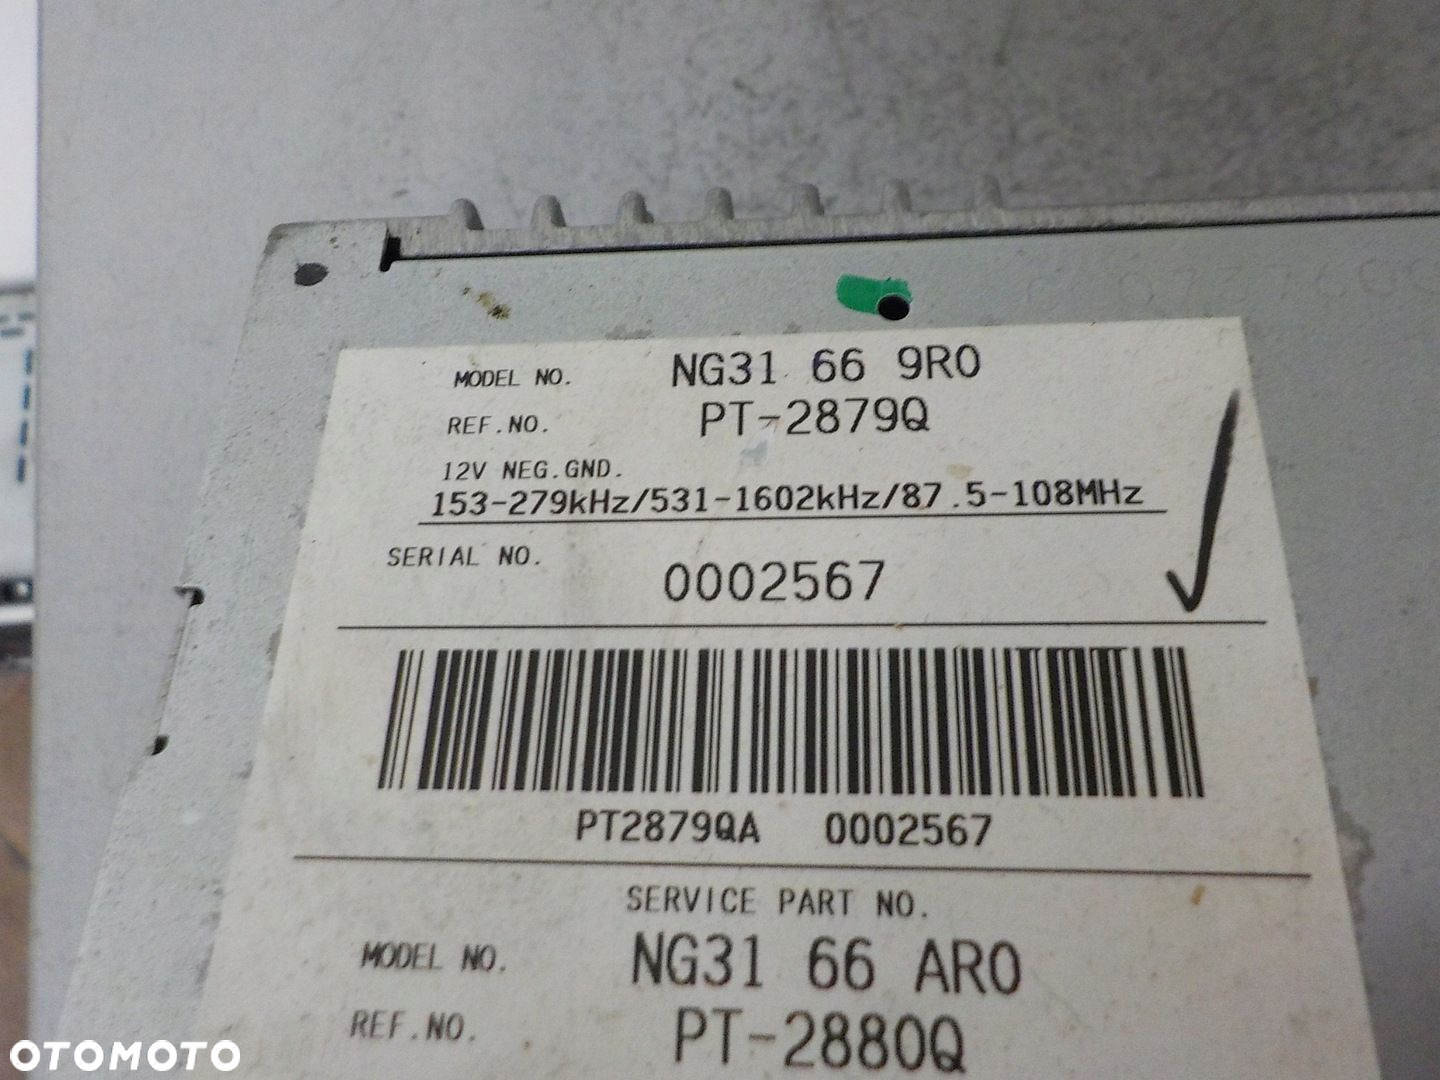 MODEL NO. NG31 66 9R0
REF.NO. PT-2879Q
12V NEG.GND.
153-279kHz/531-1602kHz/87.5-108MHz
SERIAL NO. 0002567
PT2879QA 0002567
SERVICE PART NO.
MODEL NO. NG31 66 AR0
REF.NO. PT-2880Q
OTOMOTO